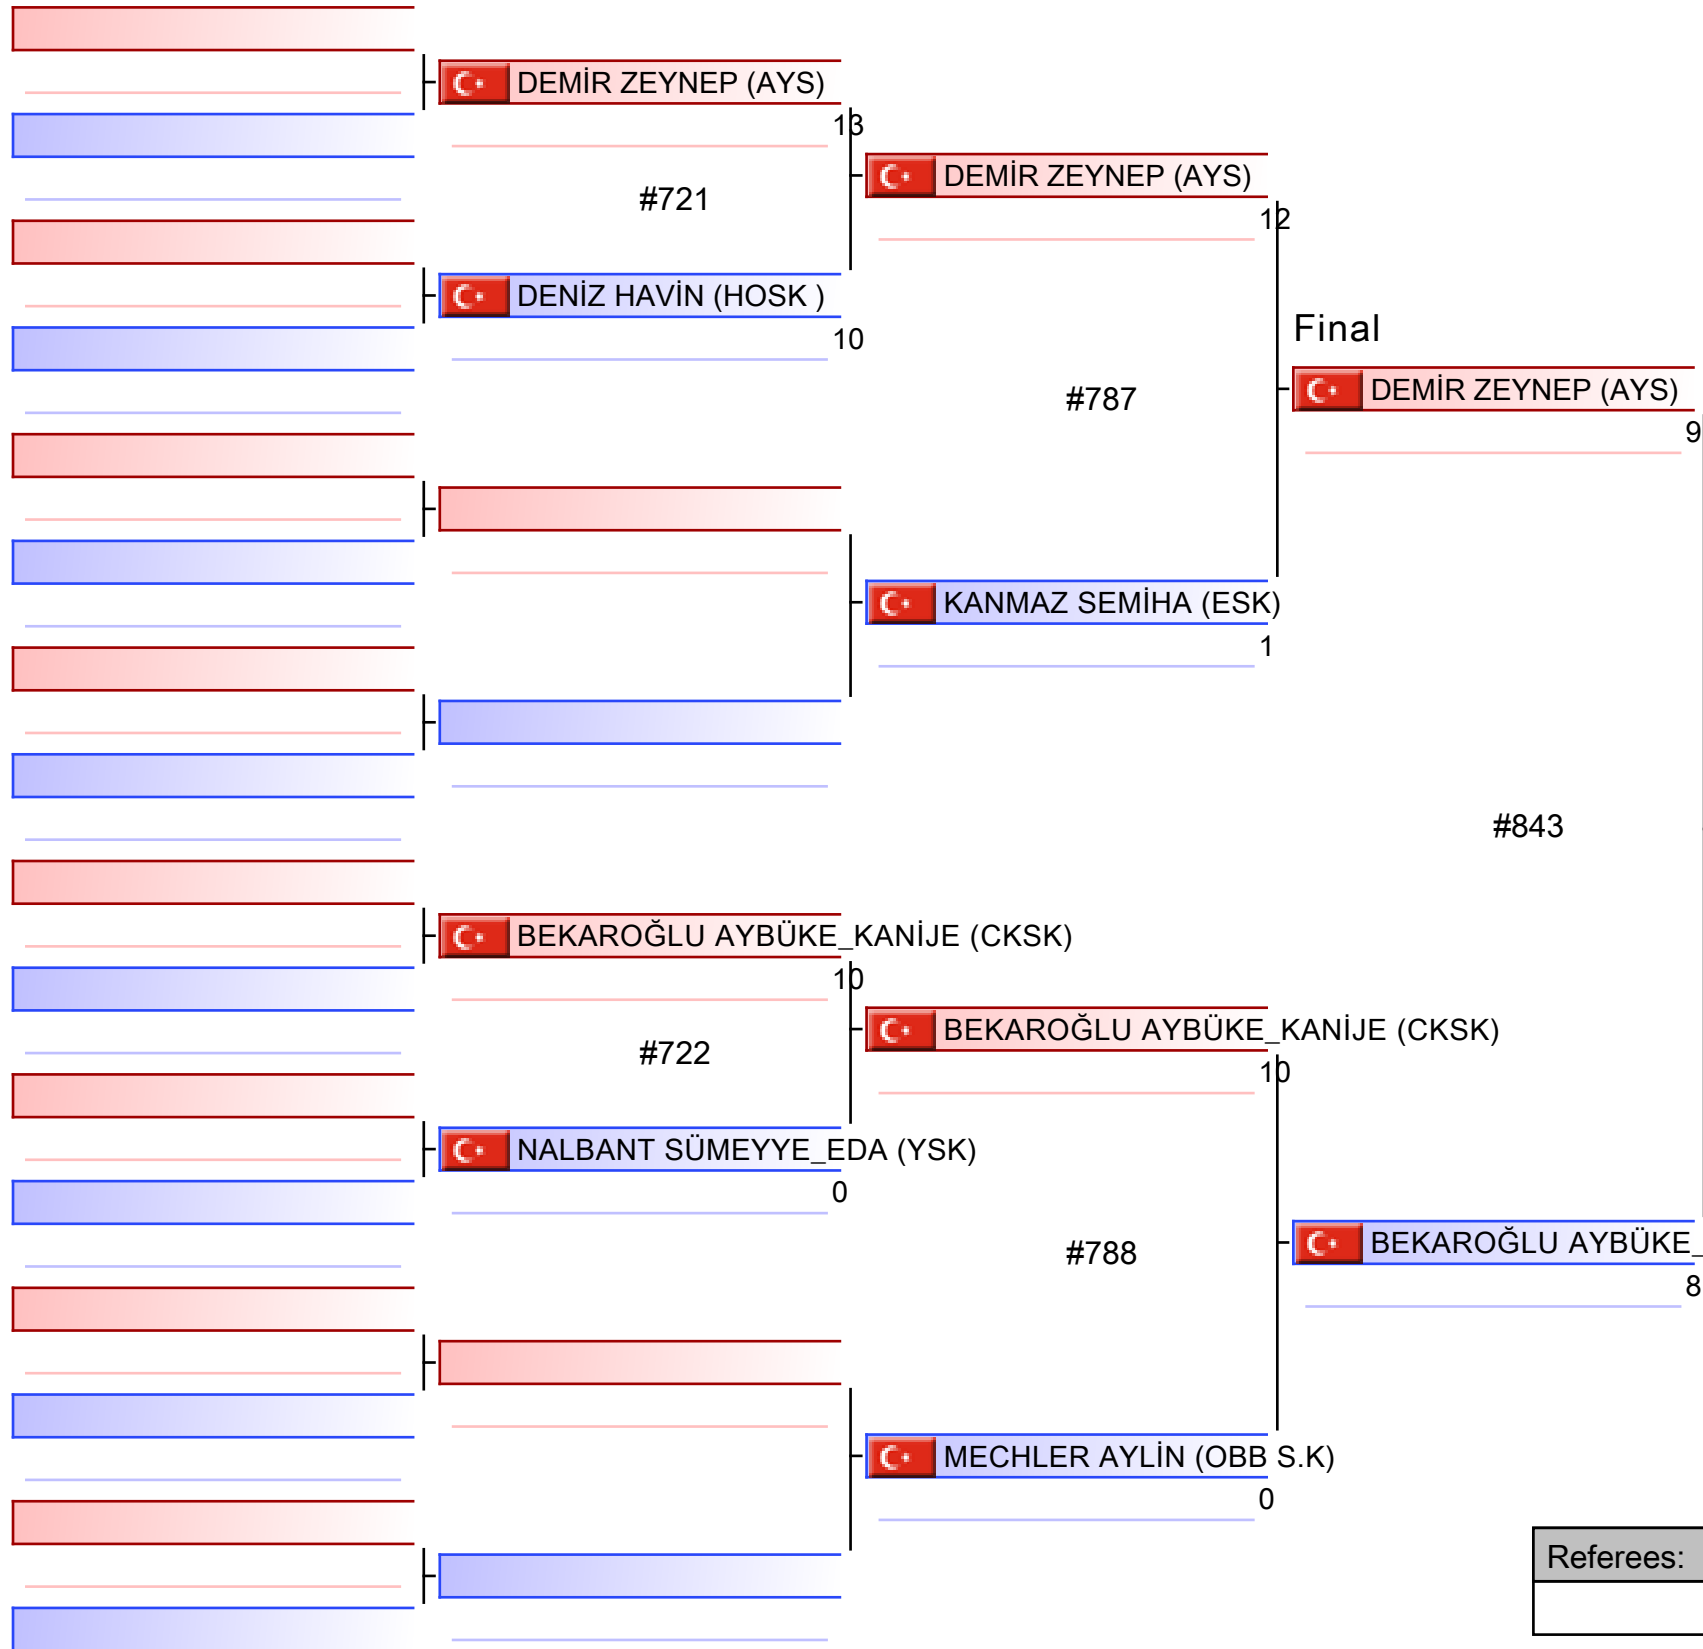 DEMİR ZEYNEP (AYS)
13
#721
DENİZ HAVİN (HOSK )
10
DEMİR ZEYNEP (AYS)
12
#787
KANMAZ SEMİHA (ESK)
1
Final
DEMİR ZEYNEP (AYS)
9
#843
BEKAROĞLU AYBÜKE_KANİJE (CKSK)
10
#722
NALBANT SÜMEYYE_EDA (YSK)
0
BEKAROĞLU AYBÜKE_KANİJE (CKSK)
10
#788
MECHLER AYLİN (OBB S.K)
0
BEKAROĞLU AYBÜKE_
8
Referees: